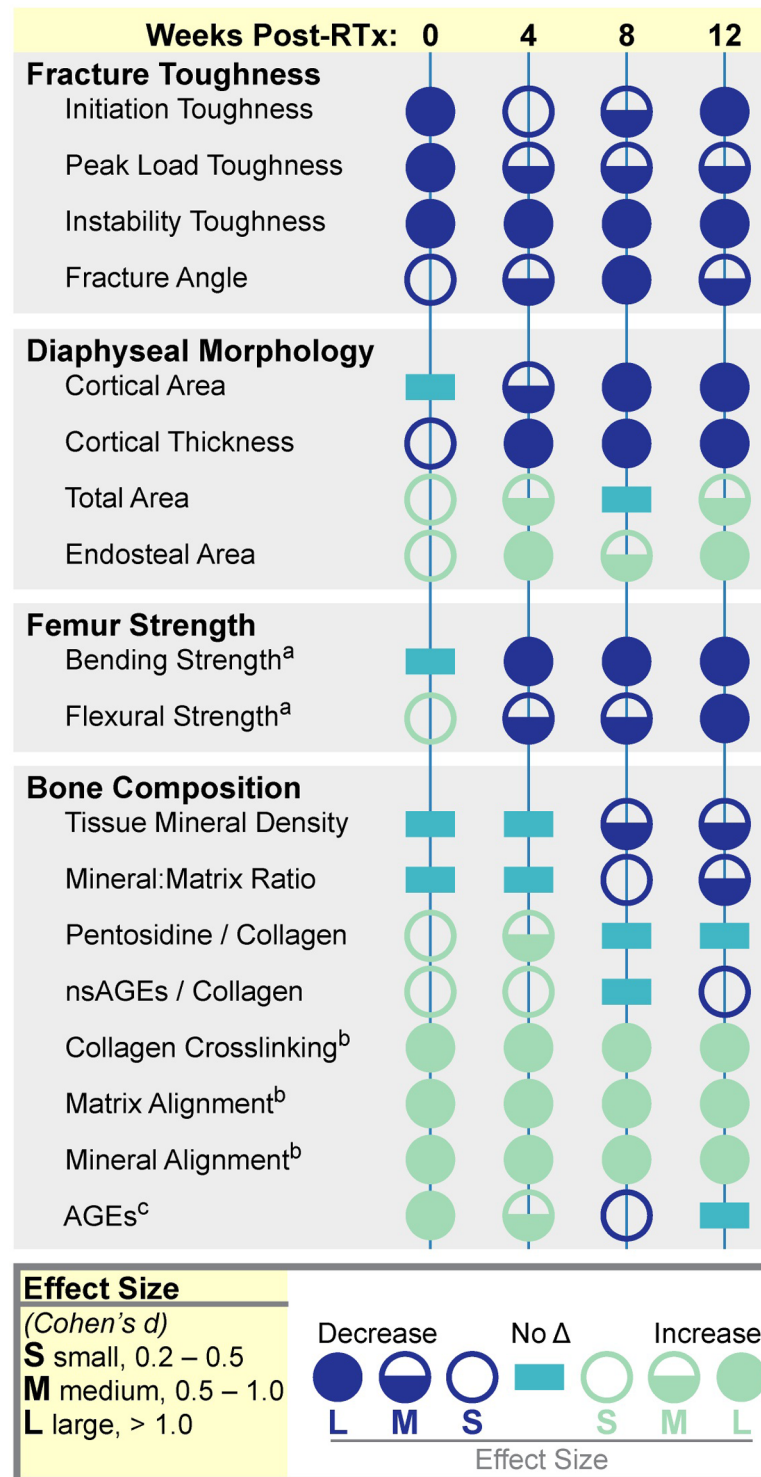 Weeks Post-RTx: 0 4 8 12
Fracture Toughness
Initiation Toughness
Peak Load Toughness
Instability Toughness
Fracture Angle
Diaphyseal Morphology
Cortical Area
Cortical Thickness
Total Area
Endosteal Area
Femur Strength
Bending Strengthᵃ
Flexural Strengthᵃ
Bone Composition
Tissue Mineral Density
Mineral:Matrix Ratio
Pentosidine / Collagen
nsAGEs / Collagen
Collagen Crosslinkingᵇ
Matrix Alignmentᵇ
Mineral Alignmentᵇ
AGEsᶜ
Effect Size
(Cohen's d)
S small, 0.2 – 0.5
M medium, 0.5 – 1.0
L large, > 1.0
Decrease No Δ Increase
L M S S M L
Effect Size